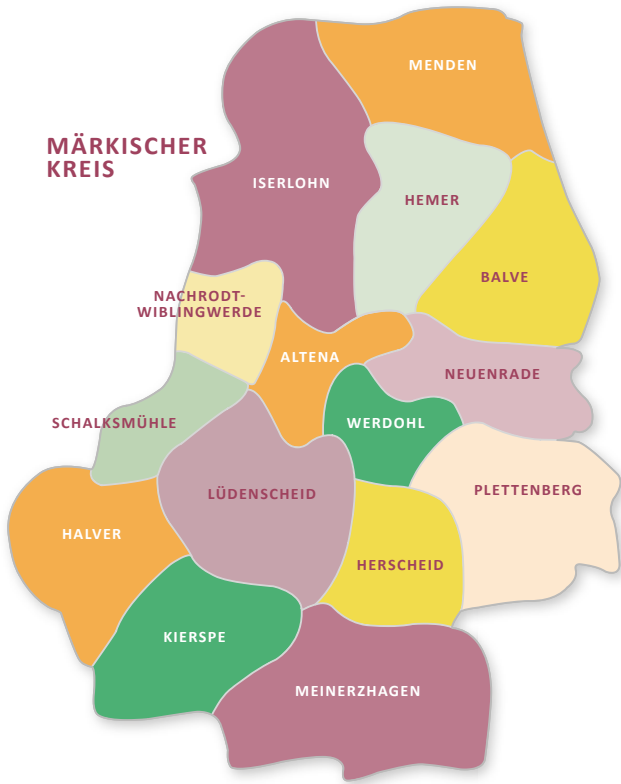 MENDEN
MÄRKISCHER
KREIS
ISERLOHN
HEMER
BALVE
NACHRODT-
WIBLINGWERDE
ALTENA
NEUENRADE
SCHALKSMÜHLE
WERDOHL
LÜDENSCHEID
PLETTENBERG
HALVER
HERSCHEID
KIERSPE
MEINERZHAGEN